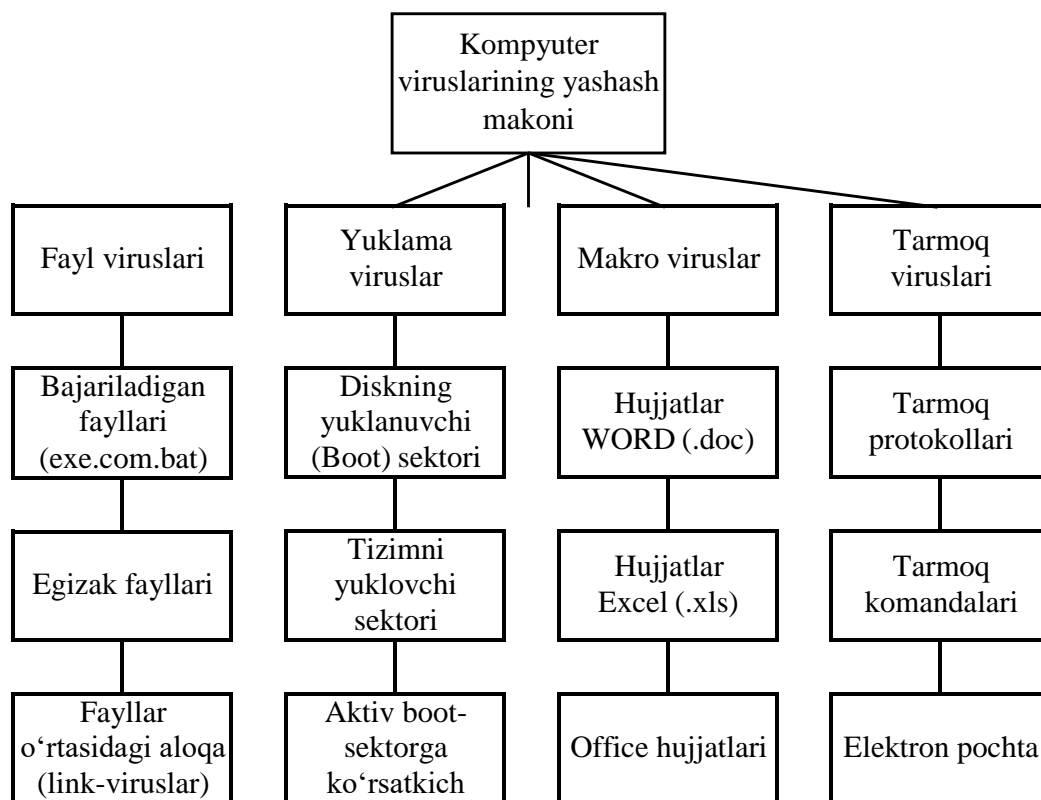 Kompyuter
viruslarining yashash
makoni
Fayl viruslari
Yuklama
viruslar
Makro viruslar
Tarmoq
viruslari
Bajariladigan
fayllari
(exe.com.bat)
Diskning
yuklanuvchi
(Boot) sektori
Hujjatlar
WORD (.doc)
Tarmoq
protokollari
Egizak fayllari
Tizimni
yuklovchi
sektori
Hujjatlar
Excel (.xls)
Tarmoq
komandalari
Fayllar
o‘rtasidagi aloqa
(link-viruslar)
Aktiv boot-
sektorga
ko‘rsatkich
Office hujjatlari
Elektron pochta